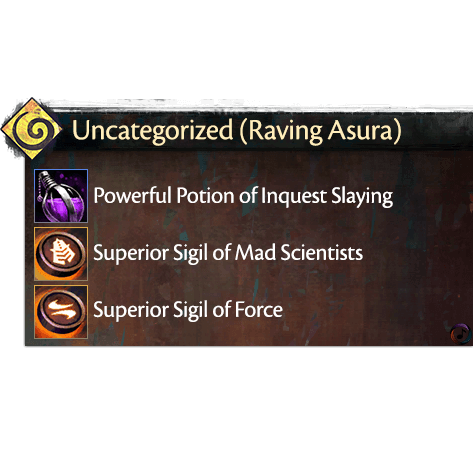 Uncategorized (Raving Asura)
Powerful Potion of Inquest Slaying
Superior Sigil of Mad Scientists
Superior Sigil of Force